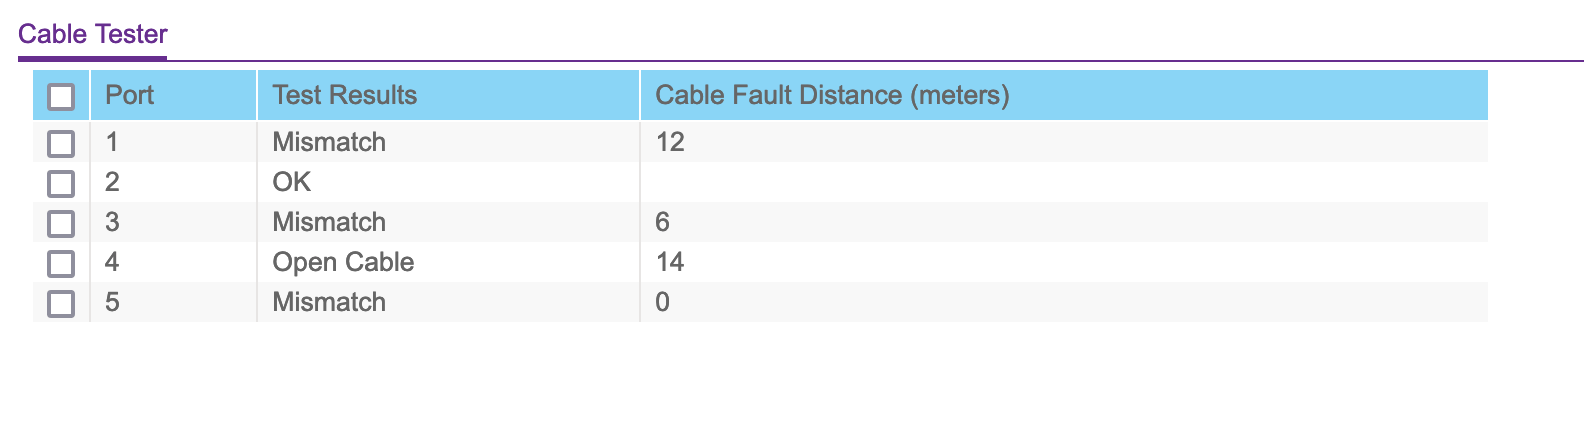 Cable Tester
Port Test Results Cable Fault Distance (meters)
1 Mismatch 12
2 OK
3 Mismatch 6
4 Open Cable 14
5 Mismatch 0